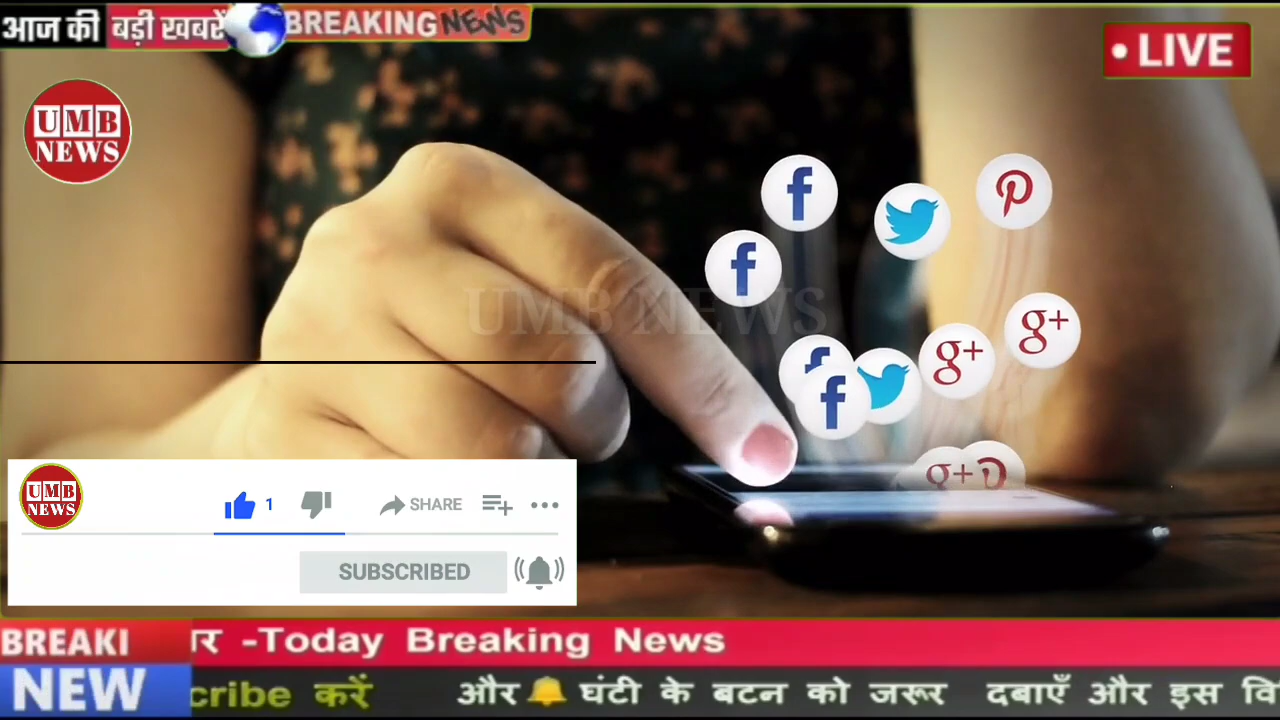 आज की बड़ी खबरें BREAKING NEWS
LIVE
UMB
NEWS
UMB NEWS
UMB
NEWS
1 SHARE
SUBSCRIBED
BREAKI
-Today Breaking News
NEW
cribe करें और 🔔 घंटी के बटन को जरूर दबाएँ और इस वि